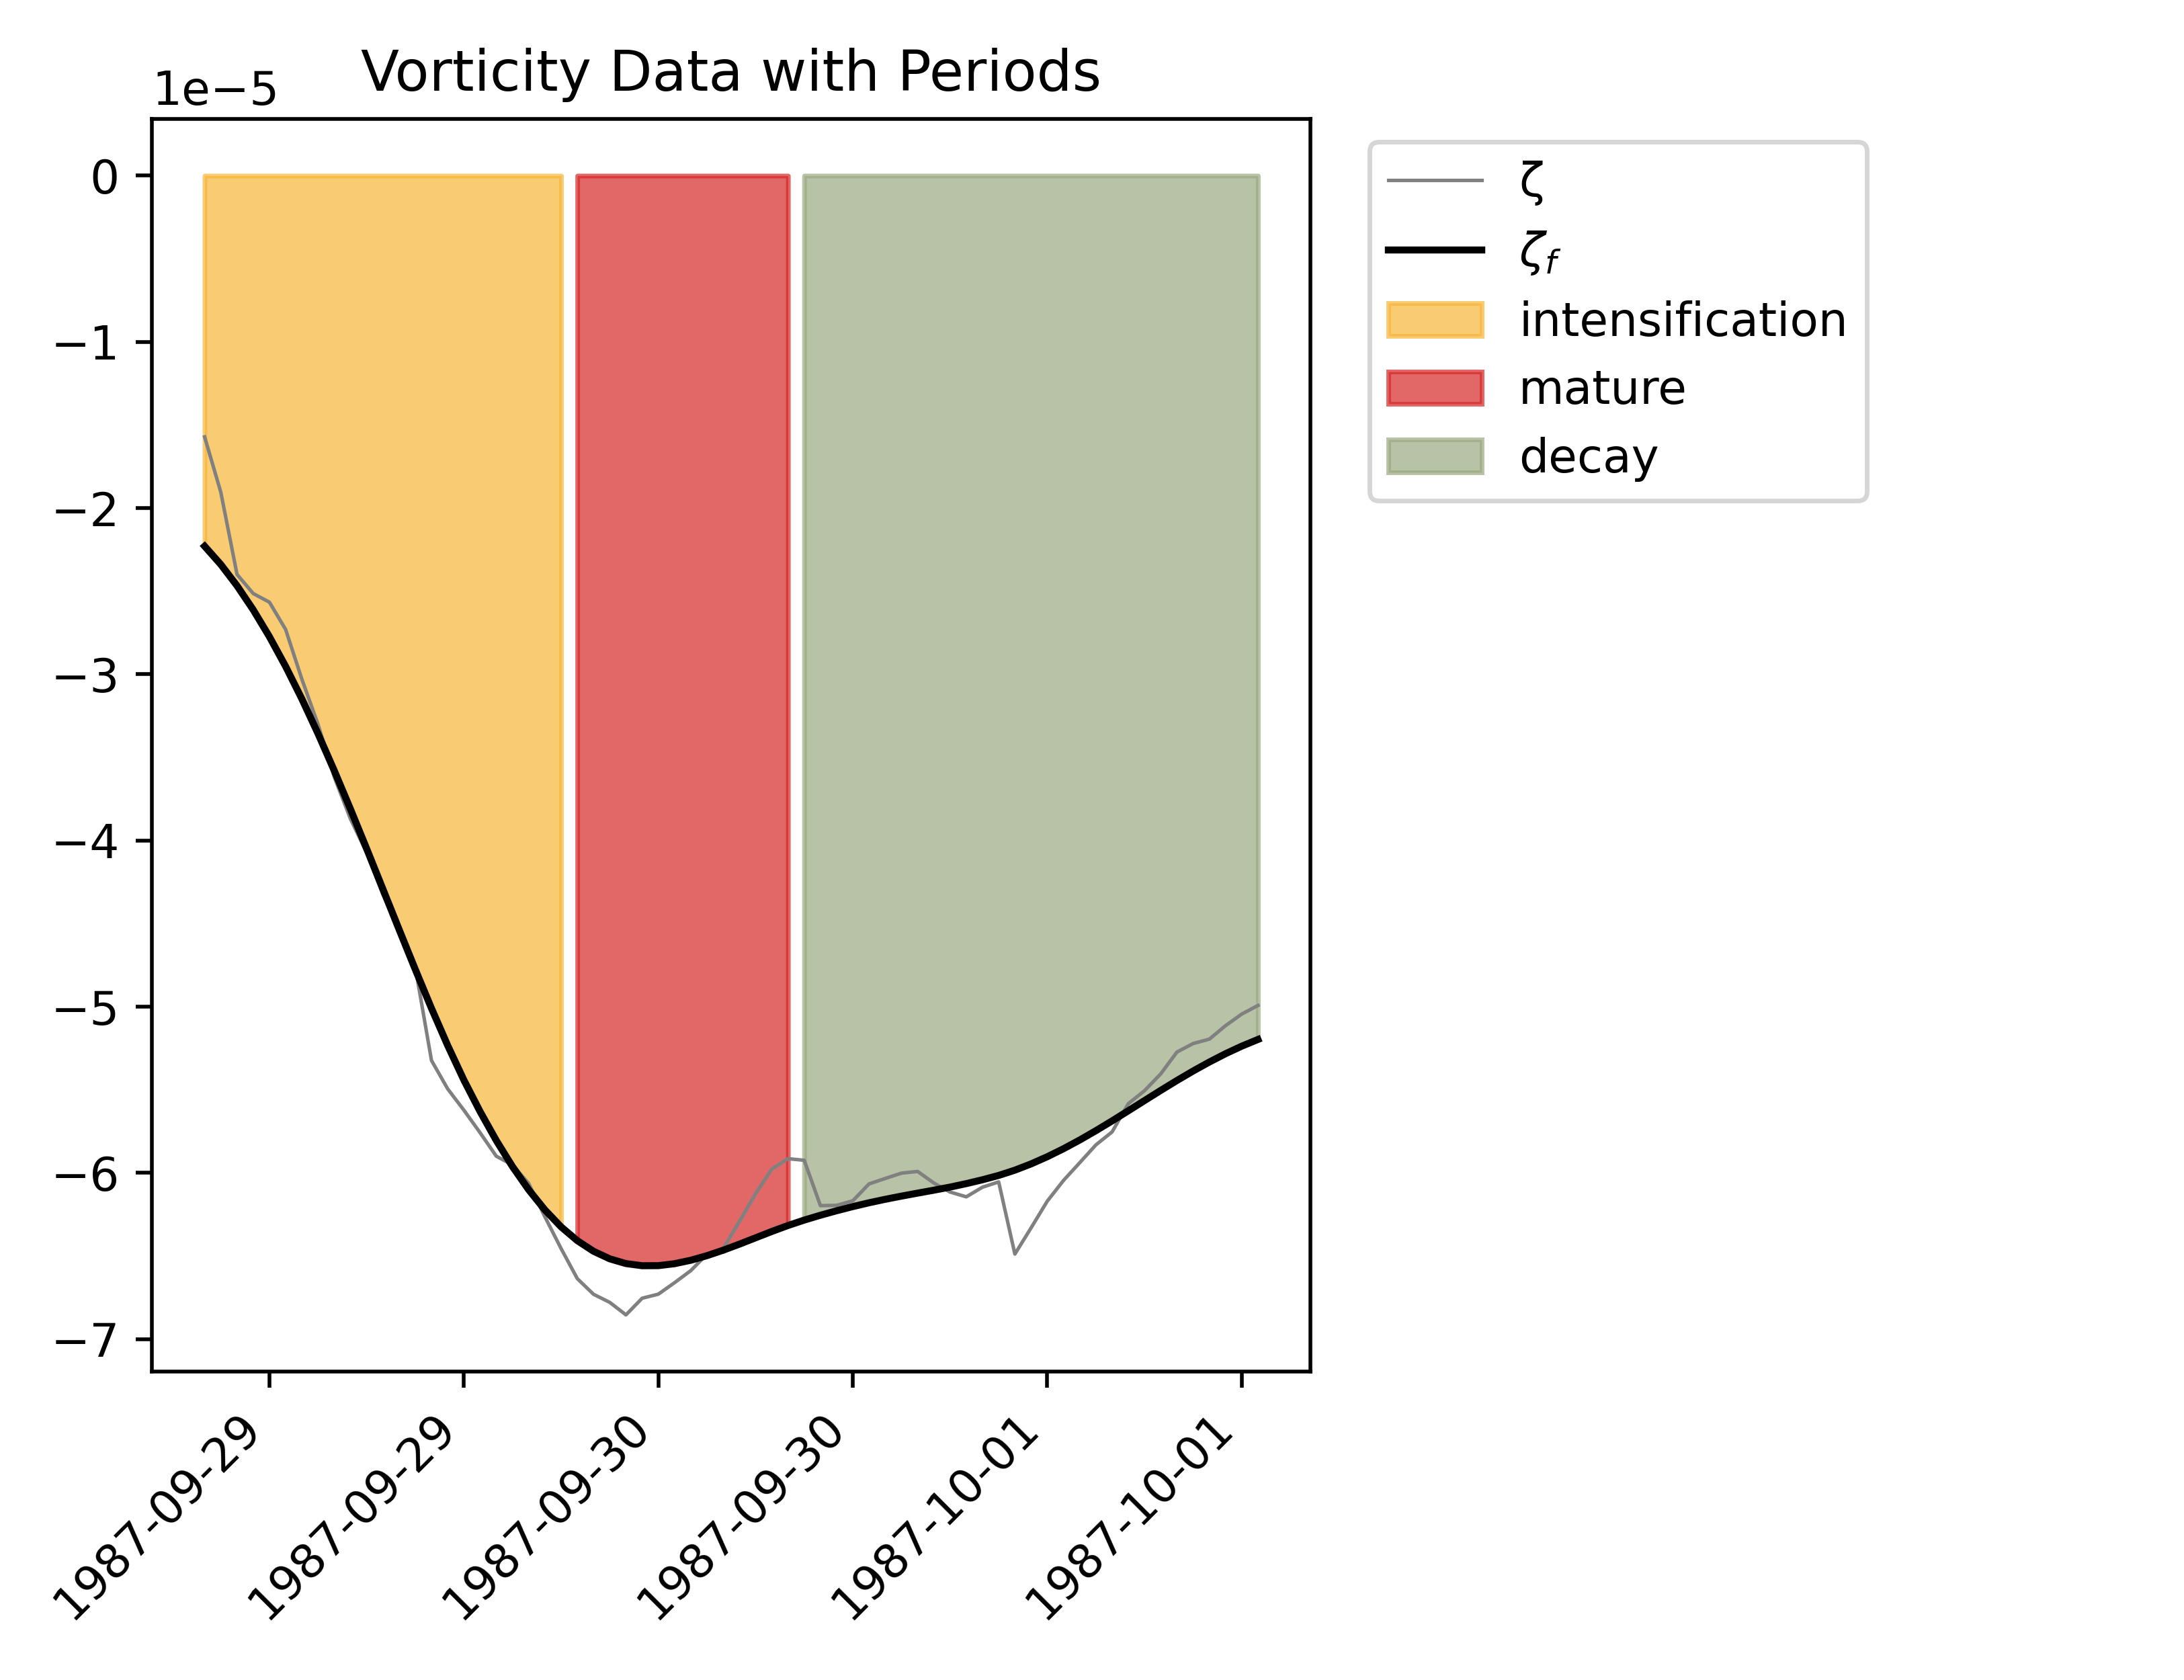 Vorticity Data with Periods
1e−5
0
−1
−2
−3
−4
−5
−6
−7
1987-09-29
1987-09-29
1987-09-30
1987-09-30
1987-10-01
1987-10-01
ζ
ζf
intensification
mature
decay